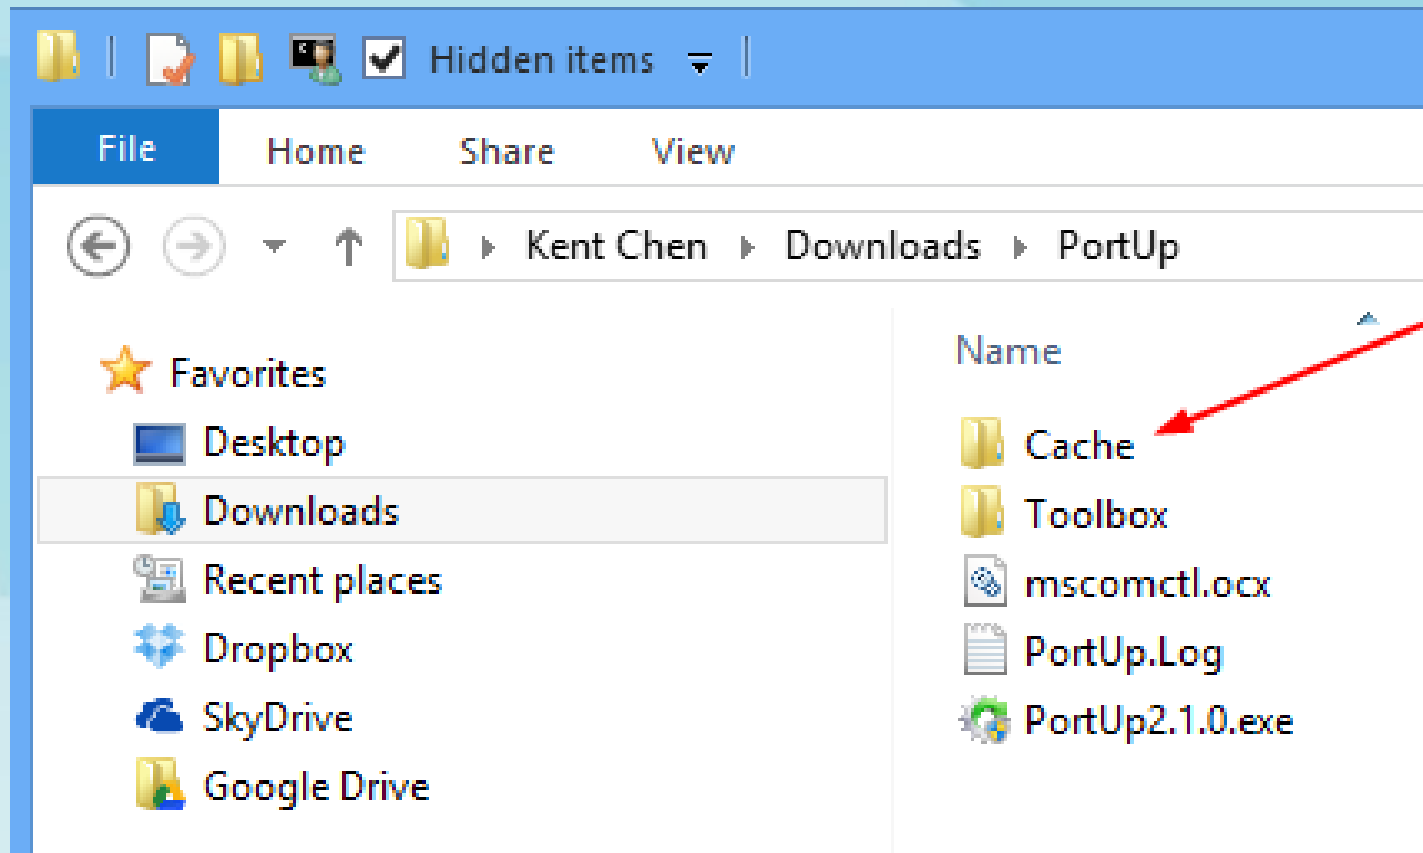 Hidden items
File Home Share View
Kent Chen Downloads PortUp
Name
Favorites
Desktop
Downloads
Recent places
Dropbox
SkyDrive
Google Drive
Cache
Toolbox
mscomctl.ocx
PortUp.Log
PortUp2.1.0.exe